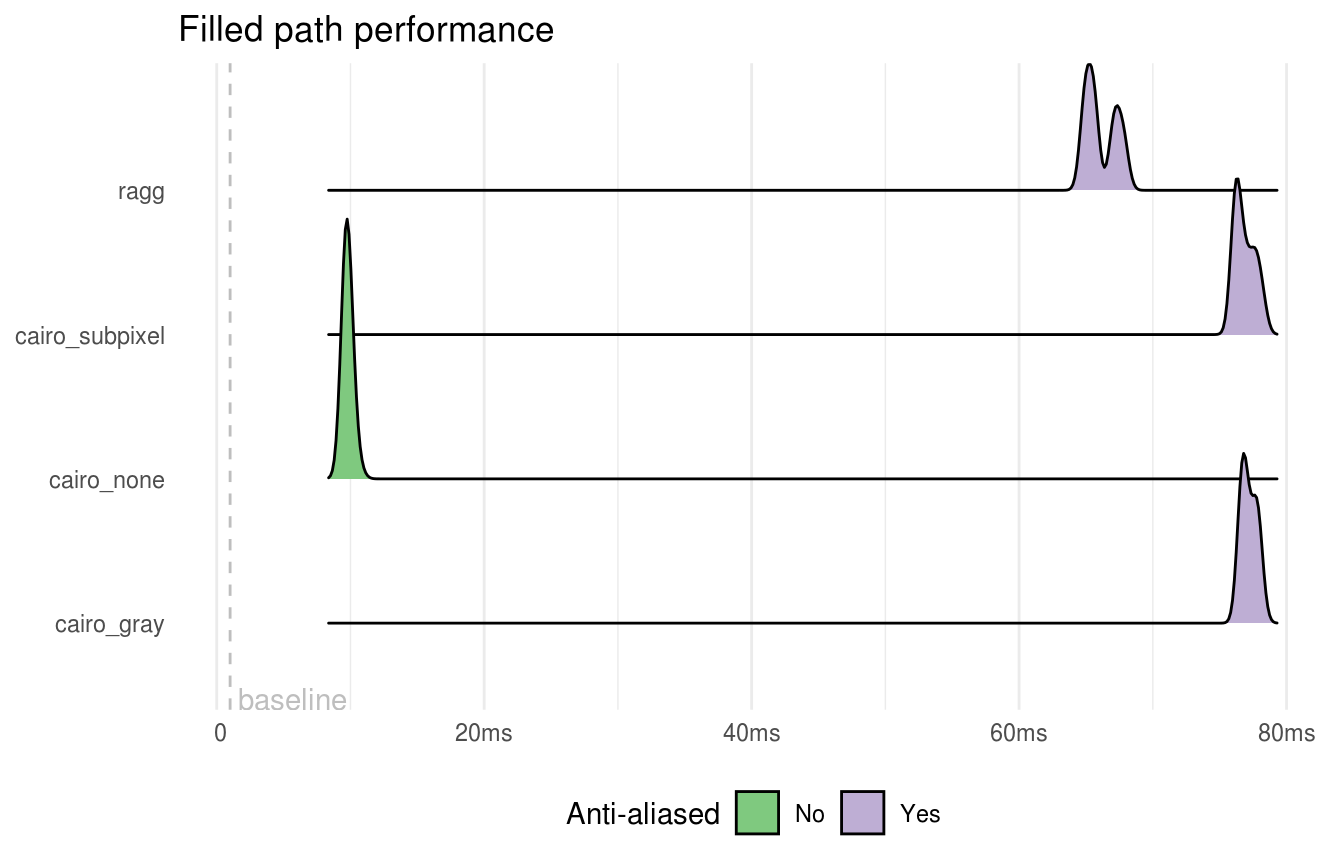 Filled path performance
ragg
cairo_subpixel
cairo_none
cairo_gray
baseline
0 20ms 40ms 60ms 80ms
Anti-aliased No Yes